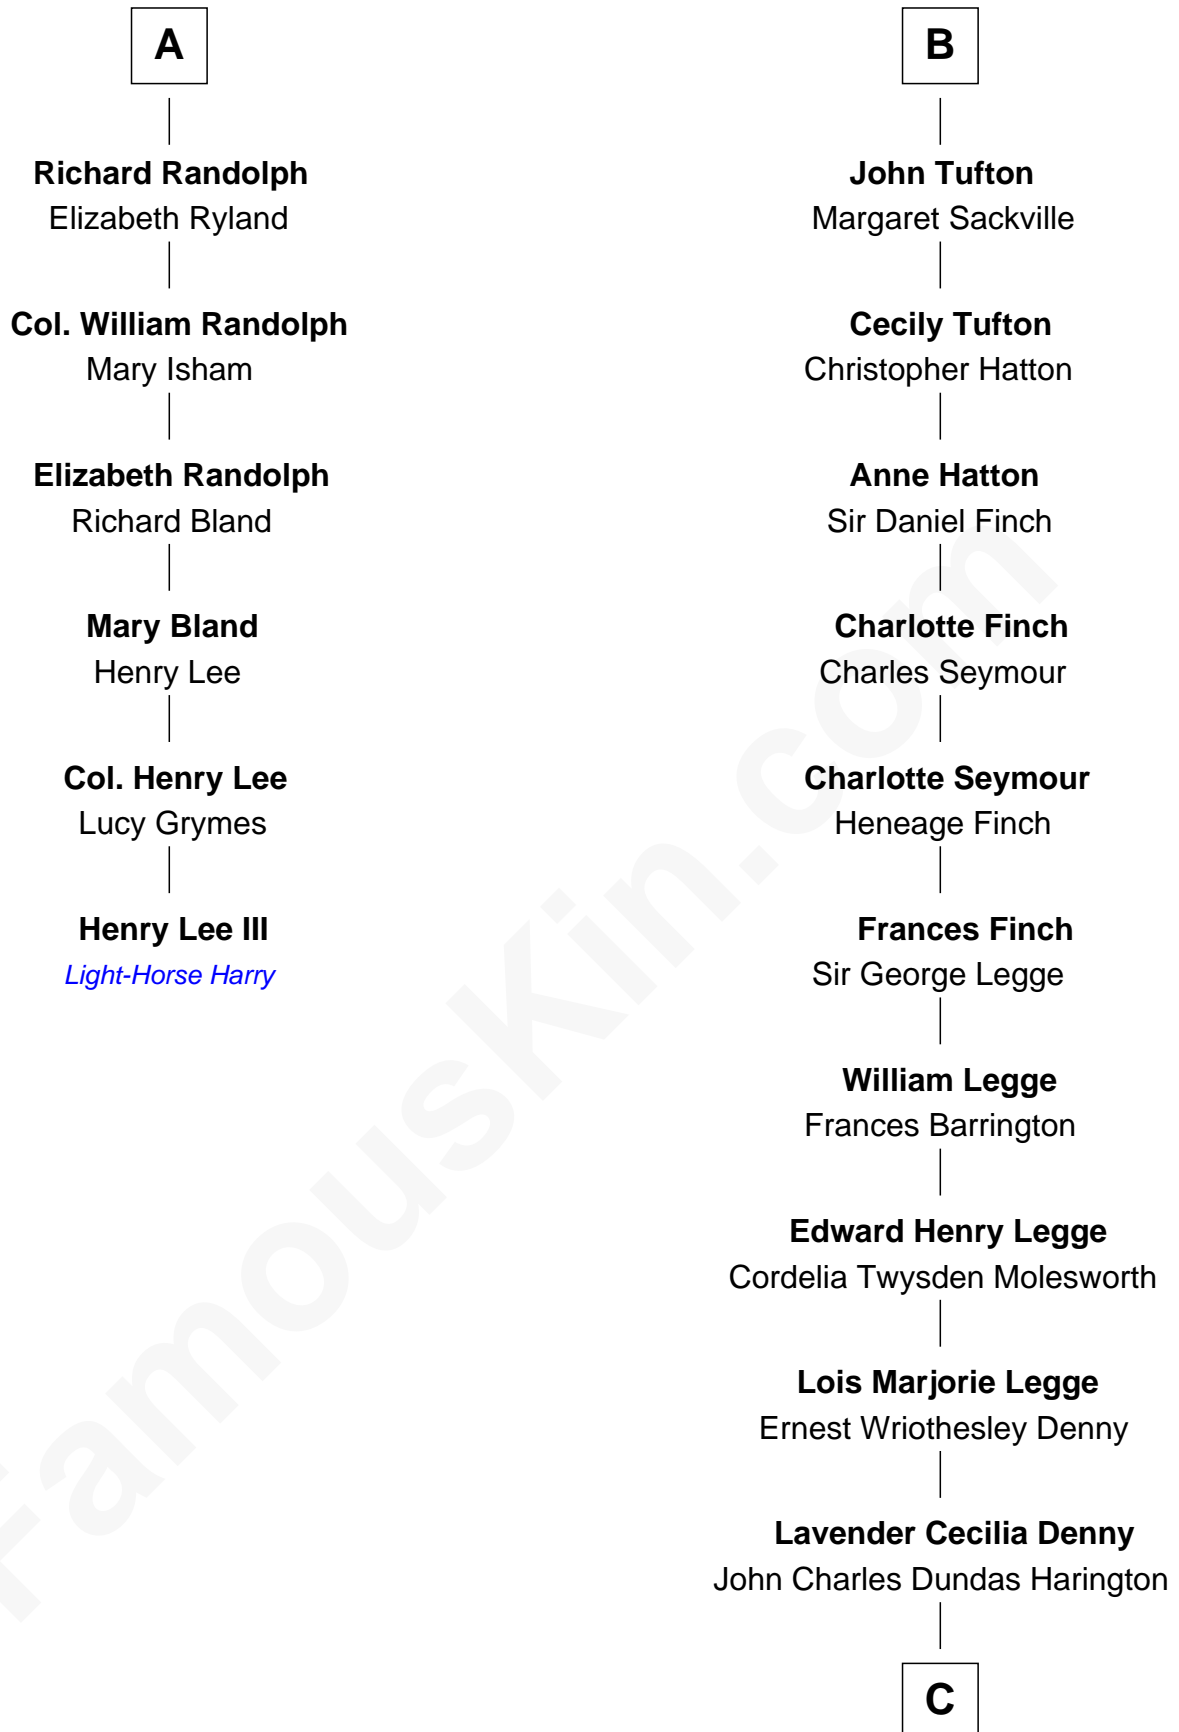 A
Richard Randolph
Elizabeth Ryland
Col. William Randolph
Mary Isham
Elizabeth Randolph
Richard Bland
Mary Bland
Henry Lee
Col. Henry Lee
Lucy Grymes
Henry Lee III
Light-Horse Harry
B
John Tufton
Margaret Sackville
Cecily Tufton
Christopher Hatton
Anne Hatton
Sir Daniel Finch
Charlotte Finch
Charles Seymour
Charlotte Seymour
Heneage Finch
Frances Finch
Sir George Legge
William Legge
Frances Barrington
Edward Henry Legge
Cordelia Twysden Molesworth
Lois Marjorie Legge
Ernest Wriothesley Denny
Lavender Cecilia Denny
John Charles Dundas Harington
C
FamousKin.com